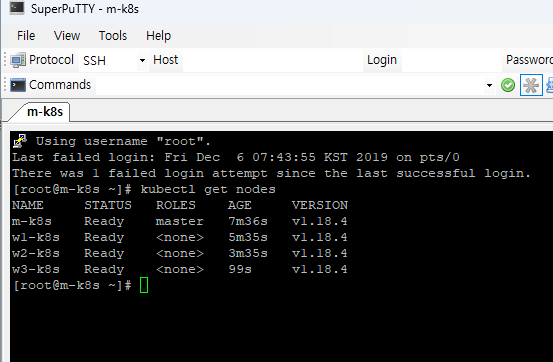 SuperPuTTY - m-k8s
File View Tools Help
Protocol SSH Host Login Password
Commands
m-k8s
Using username "root".
Last failed login: Fri Dec  6 07:43:55 KST 2019 on pts/0
There was 1 failed login attempt since the last successful login.
[root@m-k8s ~]# kubectl get nodes
NAME     STATUS   ROLES    AGE     VERSION
m-k8s    Ready    master   7m36s   v1.18.4
w1-k8s   Ready    <none>   5m35s   v1.18.4
w2-k8s   Ready    <none>   3m35s   v1.18.4
w3-k8s   Ready    <none>   99s     v1.18.4
[root@m-k8s ~]#